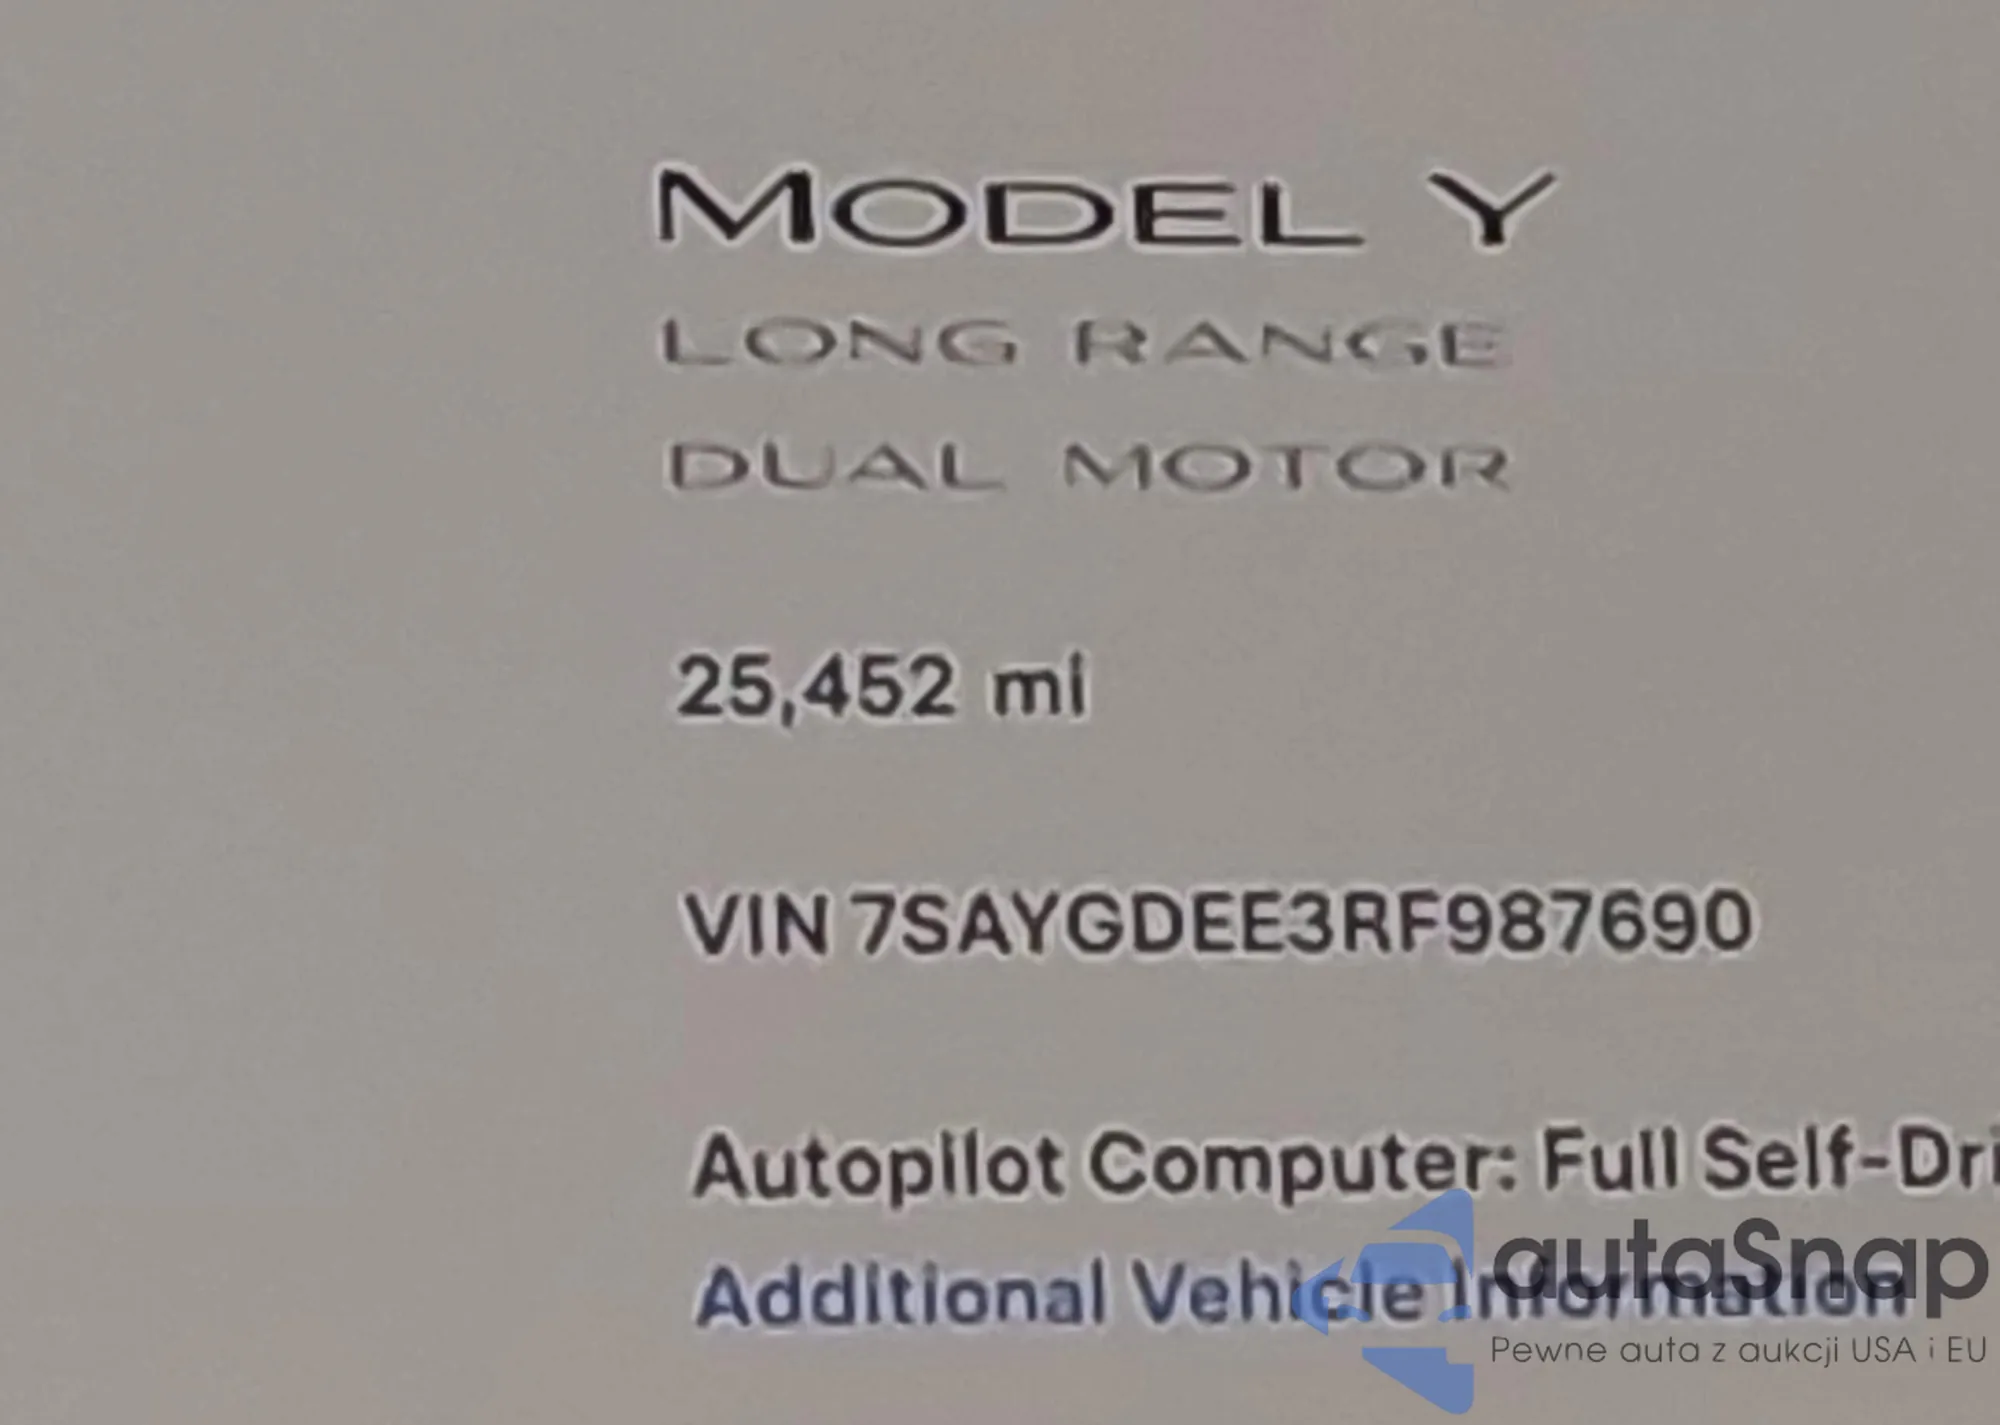 MODEL Y
LONG RANGE
DUAL MOTOR
25,452 mi
VIN 7SAYGDEE3RF987690
Autopilot Computer: Full Self-Dri
Additional Vehicle Information
autaSnap
Pewne auta z aukcji USA i EU